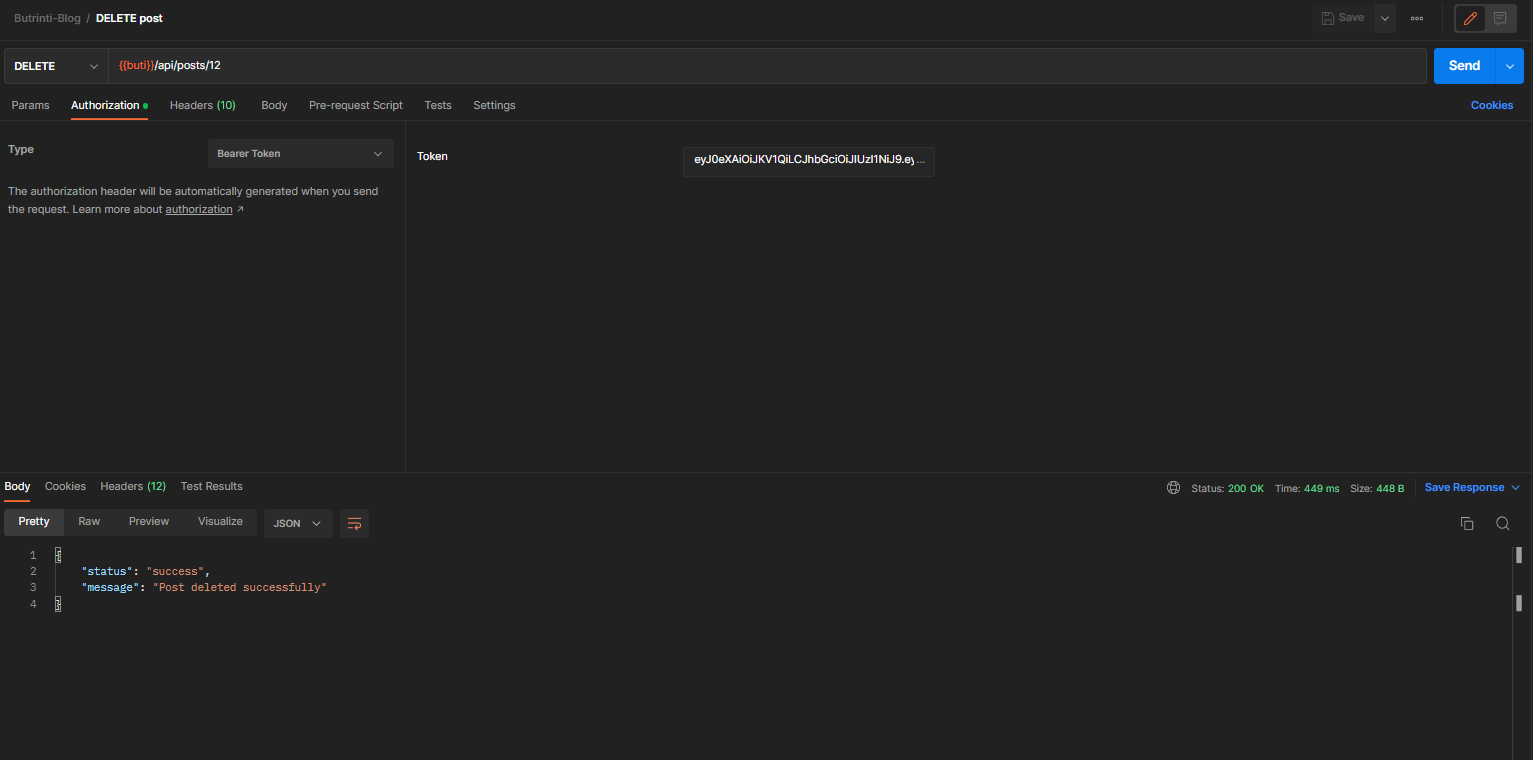 Butrinti-Blog / DELETE post
Save
DELETE
{{buti}}/api/posts/12
Send
Params Authorization Headers (10) Body Pre-request Script Tests Settings Cookies
Type
Bearer Token
Token
eyJ0eXAiOiJKV1QiLCJhbGciOiJIUzI1NiJ9.ey...
The authorization header will be automatically generated when you send
the request. Learn more about authorization ↗
Body Cookies Headers (12) Test Results
Status: 200 OK Time: 449 ms Size: 448 B Save Response
Pretty Raw Preview Visualize JSON
1 {
2 "status": "success",
3 "message": "Post deleted successfully"
4 }